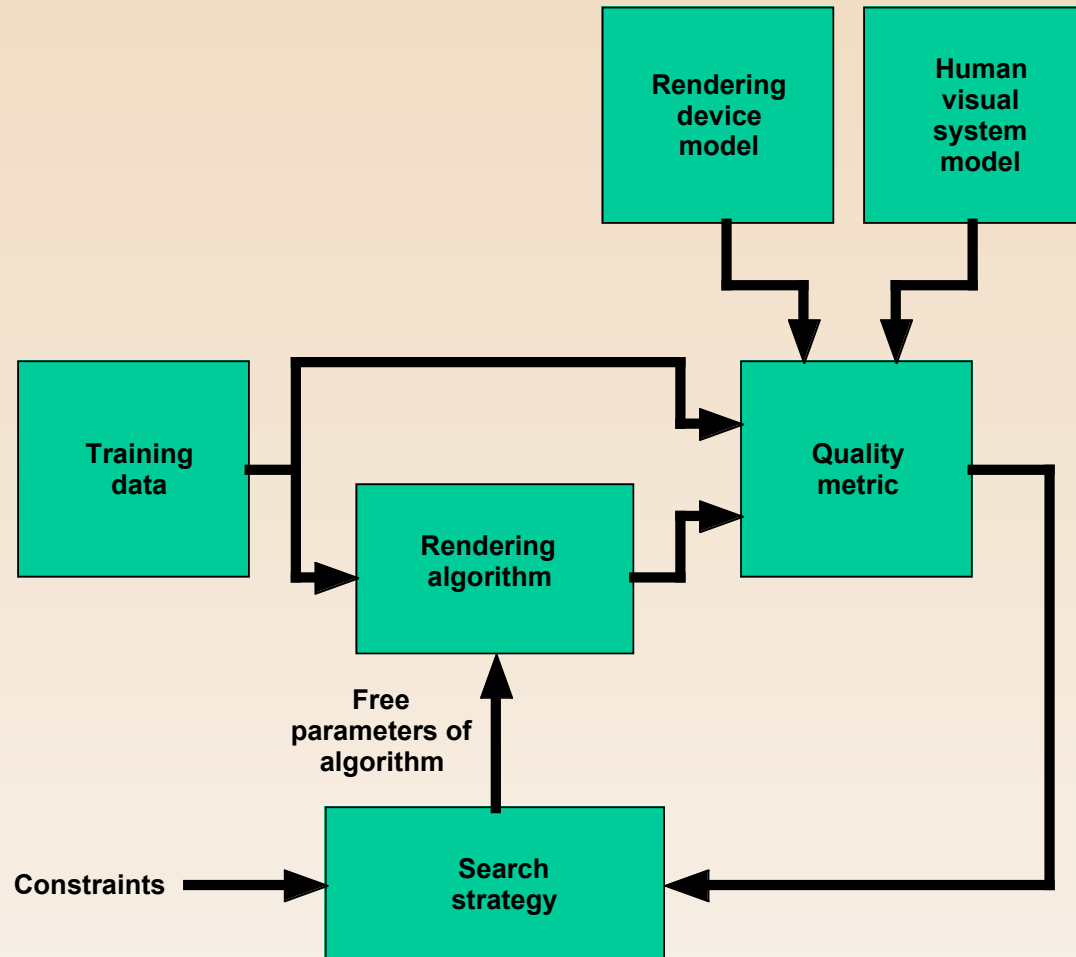 Rendering
device
model
Human
visual
system
model
Training
data
Quality
metric
Rendering
algorithm
Free
parameters of
algorithm
Constraints
Search
strategy